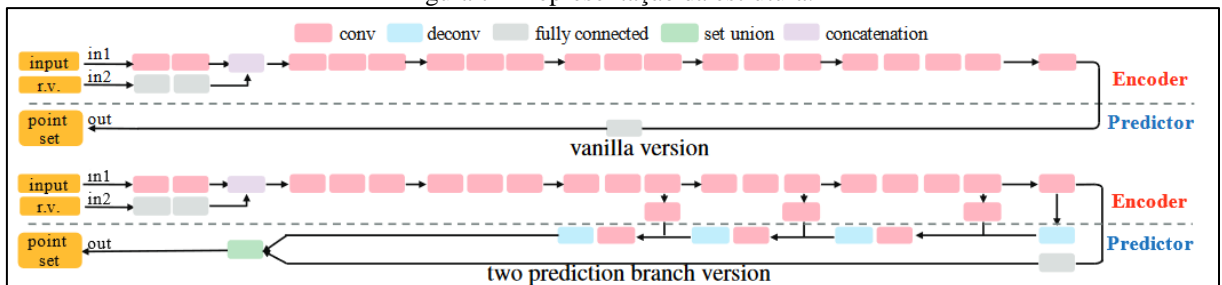 conv deconv fully connected set union concatenation
input in1
r.v. in2
Encoder
point set out
Predictor
vanilla version
input in1
r.v. in2
Encoder
point set out
Predictor
two prediction branch version